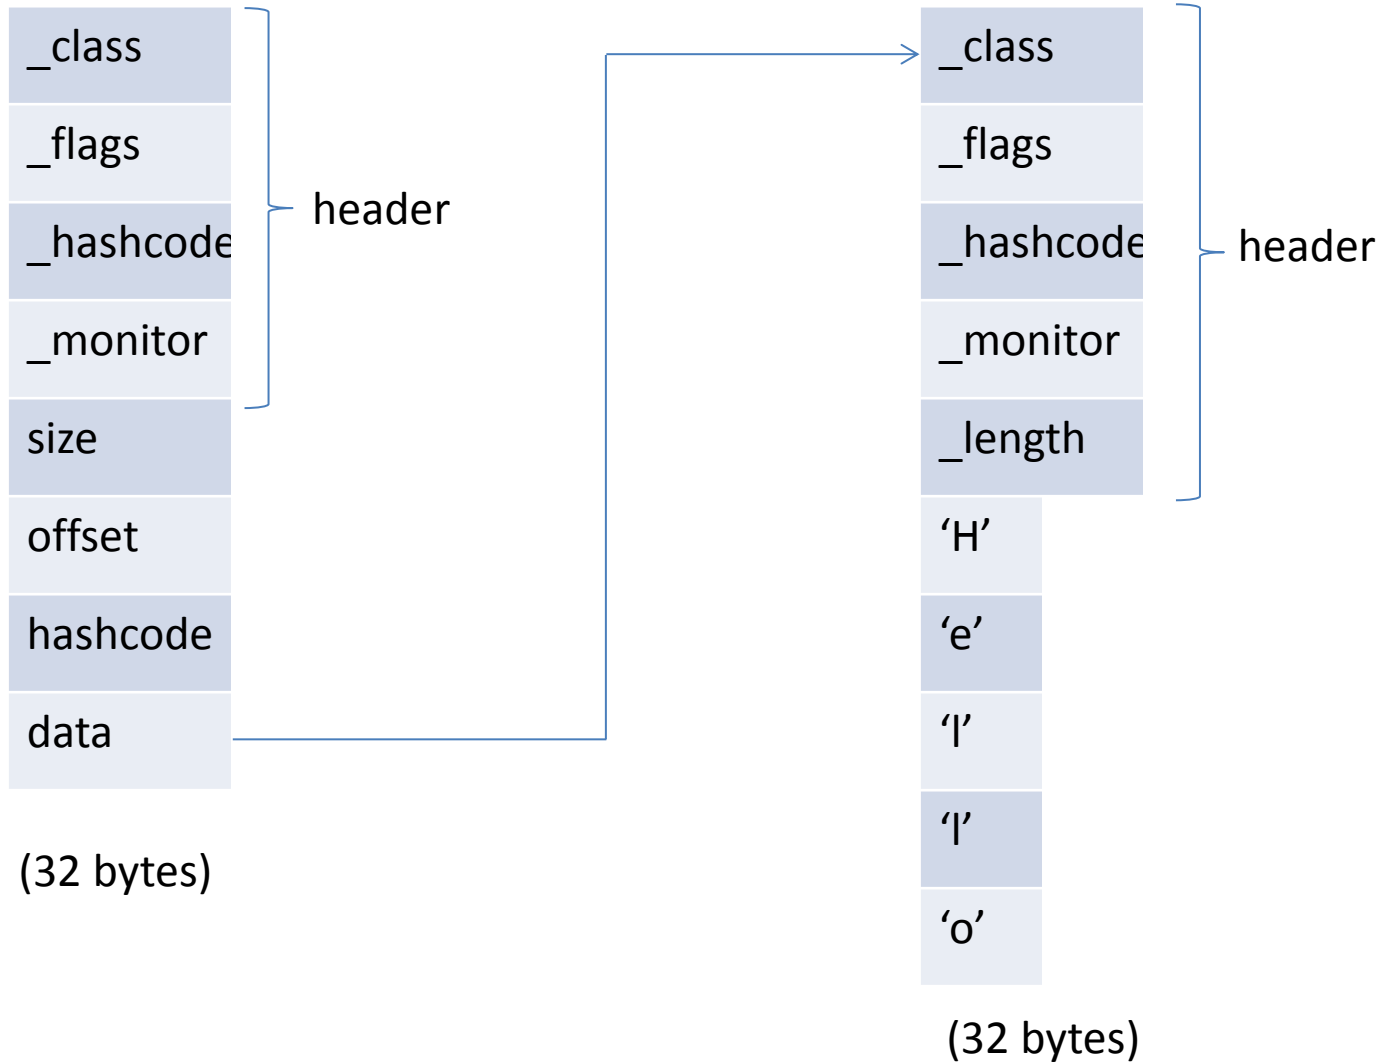 _class
_flags
_hashcode
_monitor
header
size
offset
hashcode
data
(32 bytes)
_class
_flags
_hashcode
_monitor
_length
header
‘H’
‘e’
‘l’
‘l’
‘o’
(32 bytes)